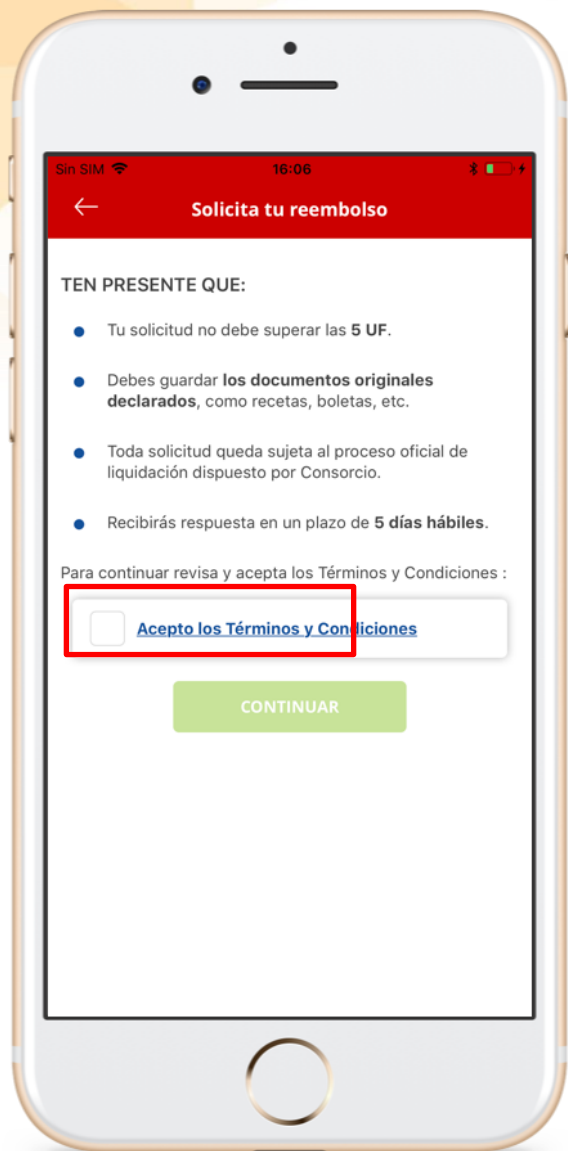 Sin SIM 16:06
Solicita tu reembolso
TEN PRESENTE QUE:
Tu solicitud no debe superar las 5 UF.
Debes guardar los documentos originales
declarados, como recetas, boletas, etc.
Toda solicitud queda sujeta al proceso oficial de
liquidación dispuesto por Consorcio.
Recibirás respuesta en un plazo de 5 días hábiles.
Para continuar revisa y acepta los Términos y Condiciones :
Acepto los Términos y Condiciones
CONTINUAR